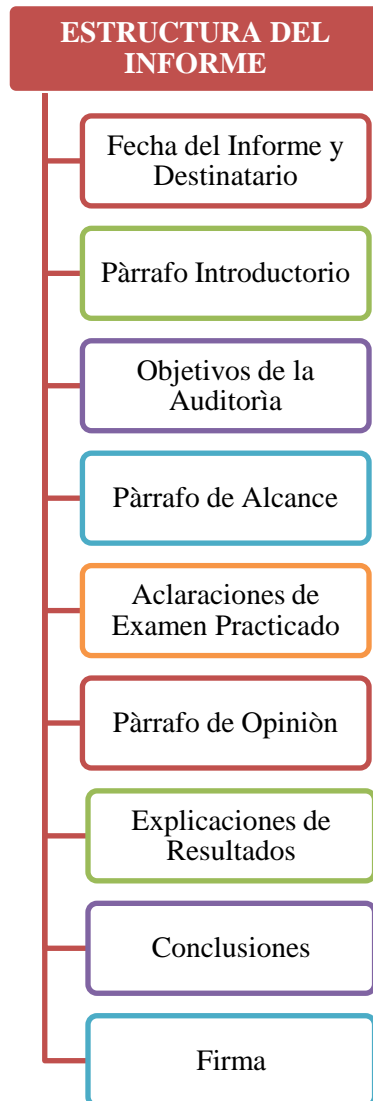 ESTRUCTURA DEL
INFORME
Fecha del Informe y
Destinatario
Pàrrafo Introductorio
Objetivos de la
Auditorìa
Pàrrafo de Alcance
Aclaraciones de
Examen Practicado
Pàrrafo de Opiniòn
Explicaciones de
Resultados
Conclusiones
Firma